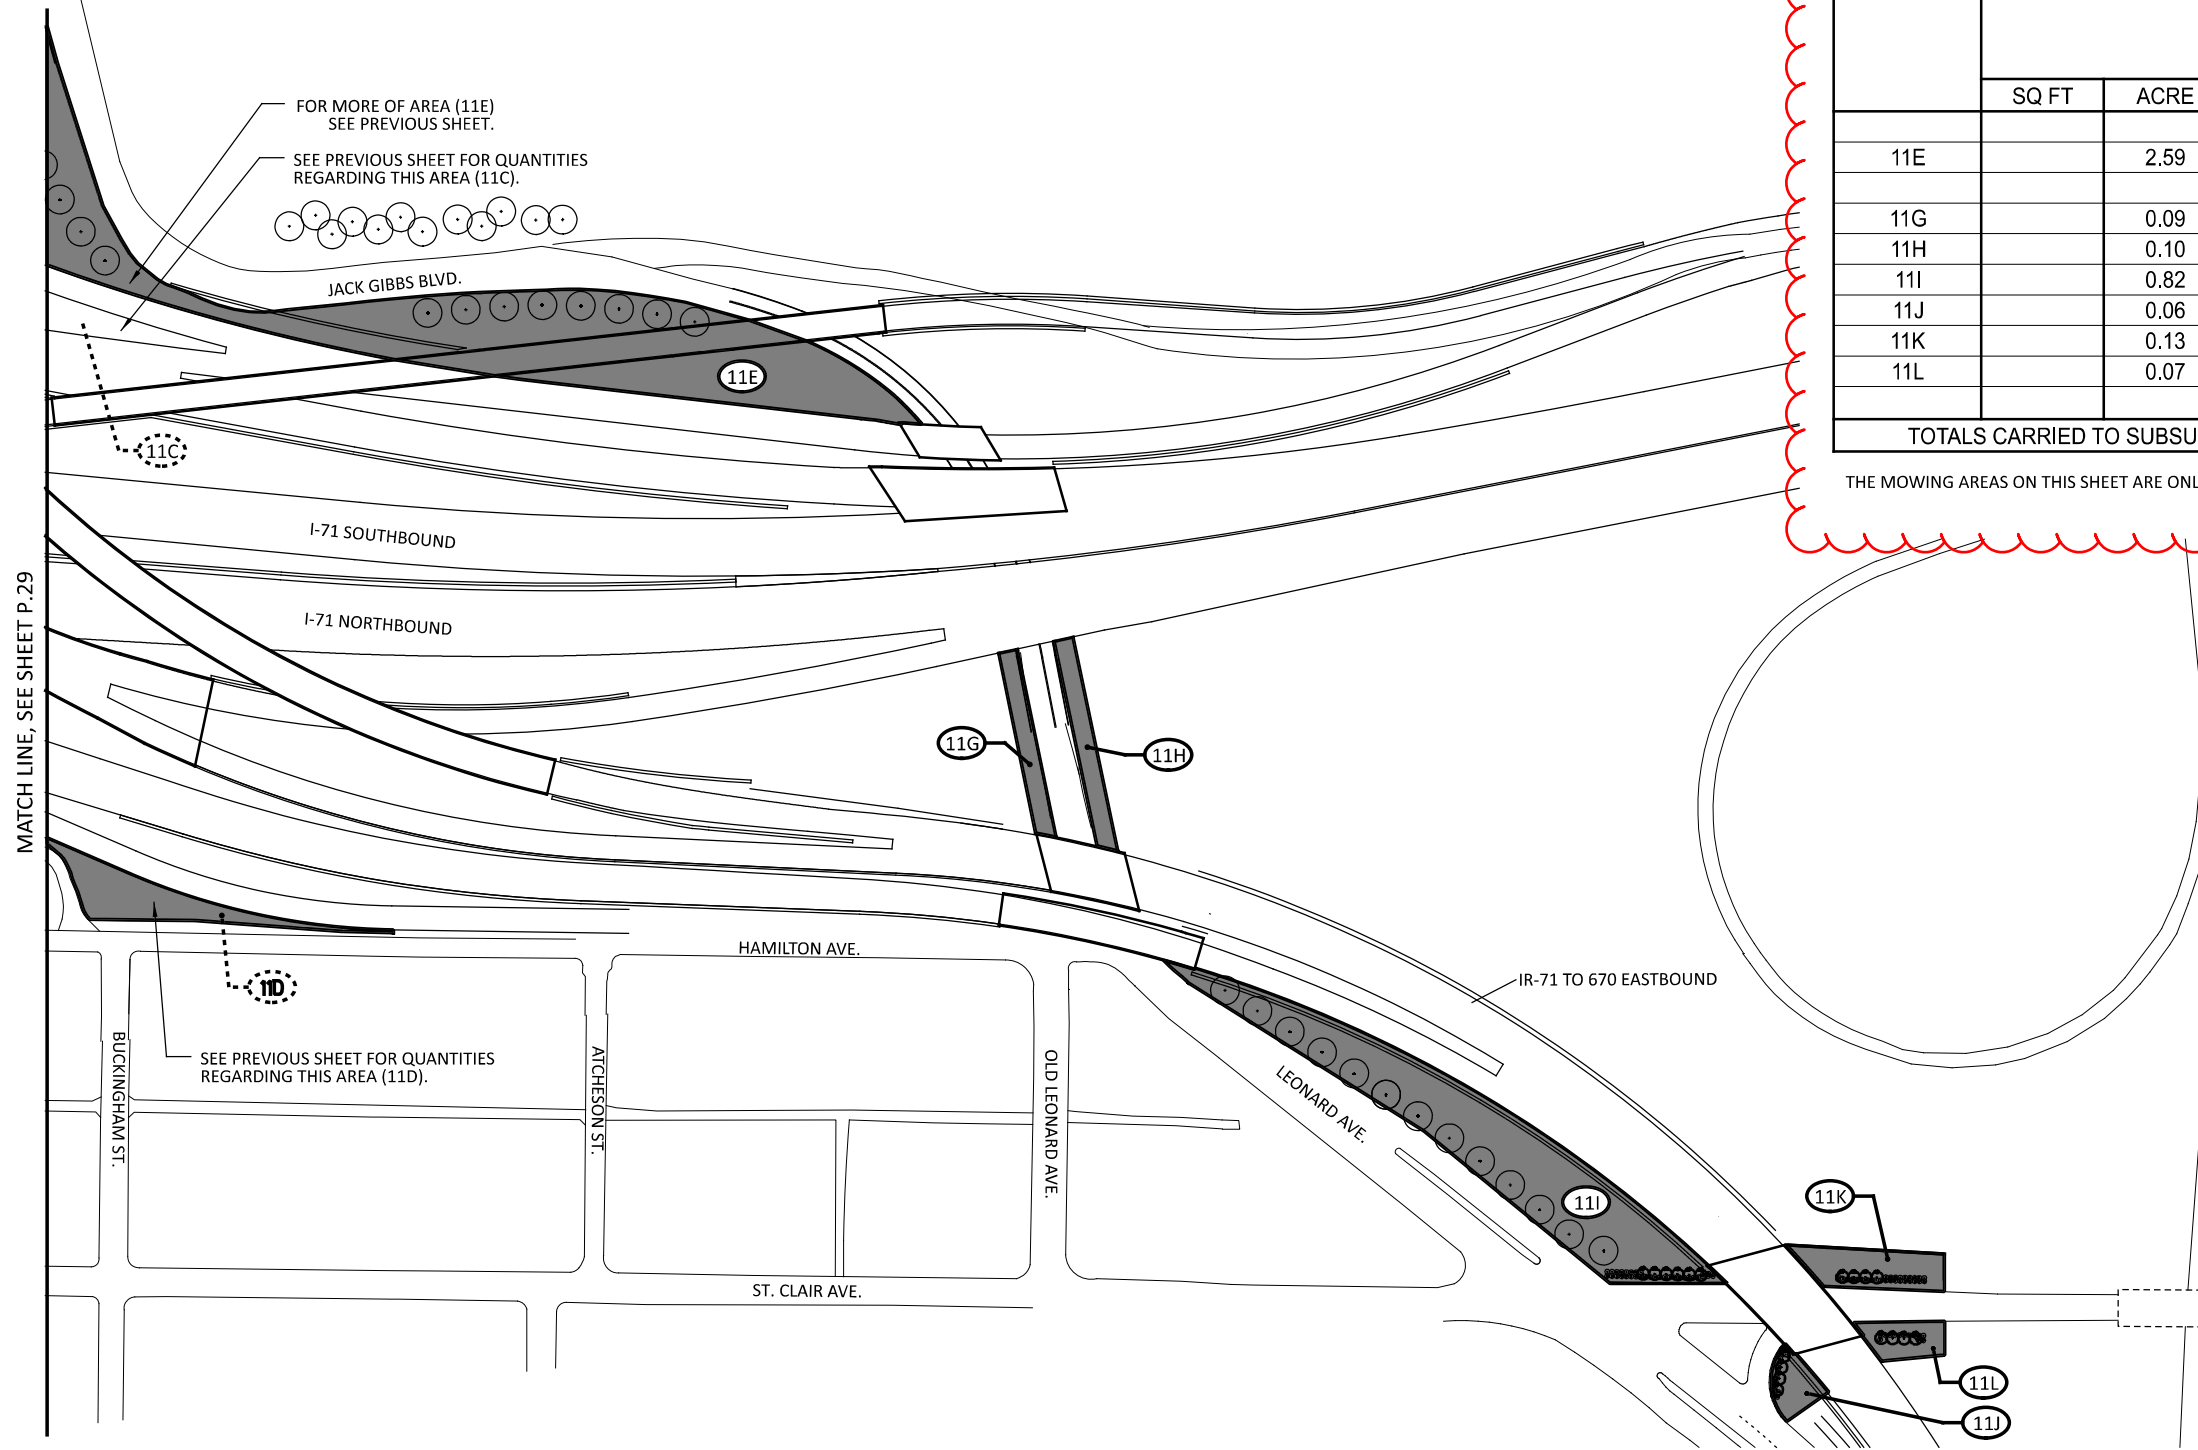 FOR MORE OF AREA (11E)
SEE PREVIOUS SHEET.
SEE PREVIOUS SHEET FOR QUANTITIES
REGARDING THIS AREA (11C).
JACK GIBBS BLVD.
11E
11C
I-71 SOUTHBOUND
I-71 NORTHBOUND
MATCH LINE, SEE SHEET P.29
11G
11H
HAMILTON AVE.
11D
SEE PREVIOUS SHEET FOR QUANTITIES
REGARDING THIS AREA (11D).
BUCKINGHAM ST.
ATCHESON ST.
OLD LEONARD AVE.
LEONARD AVE.
IR-71 TO 670 EASTBOUND
11I
11K
ST. CLAIR AVE.
11L
11J
SQ FT ACRE
11E 2.59
11G 0.09
11H 0.10
11I 0.82
11J 0.06
11K 0.13
11L 0.07
TOTALS CARRIED TO SUBSU
THE MOWING AREAS ON THIS SHEET ARE ONL